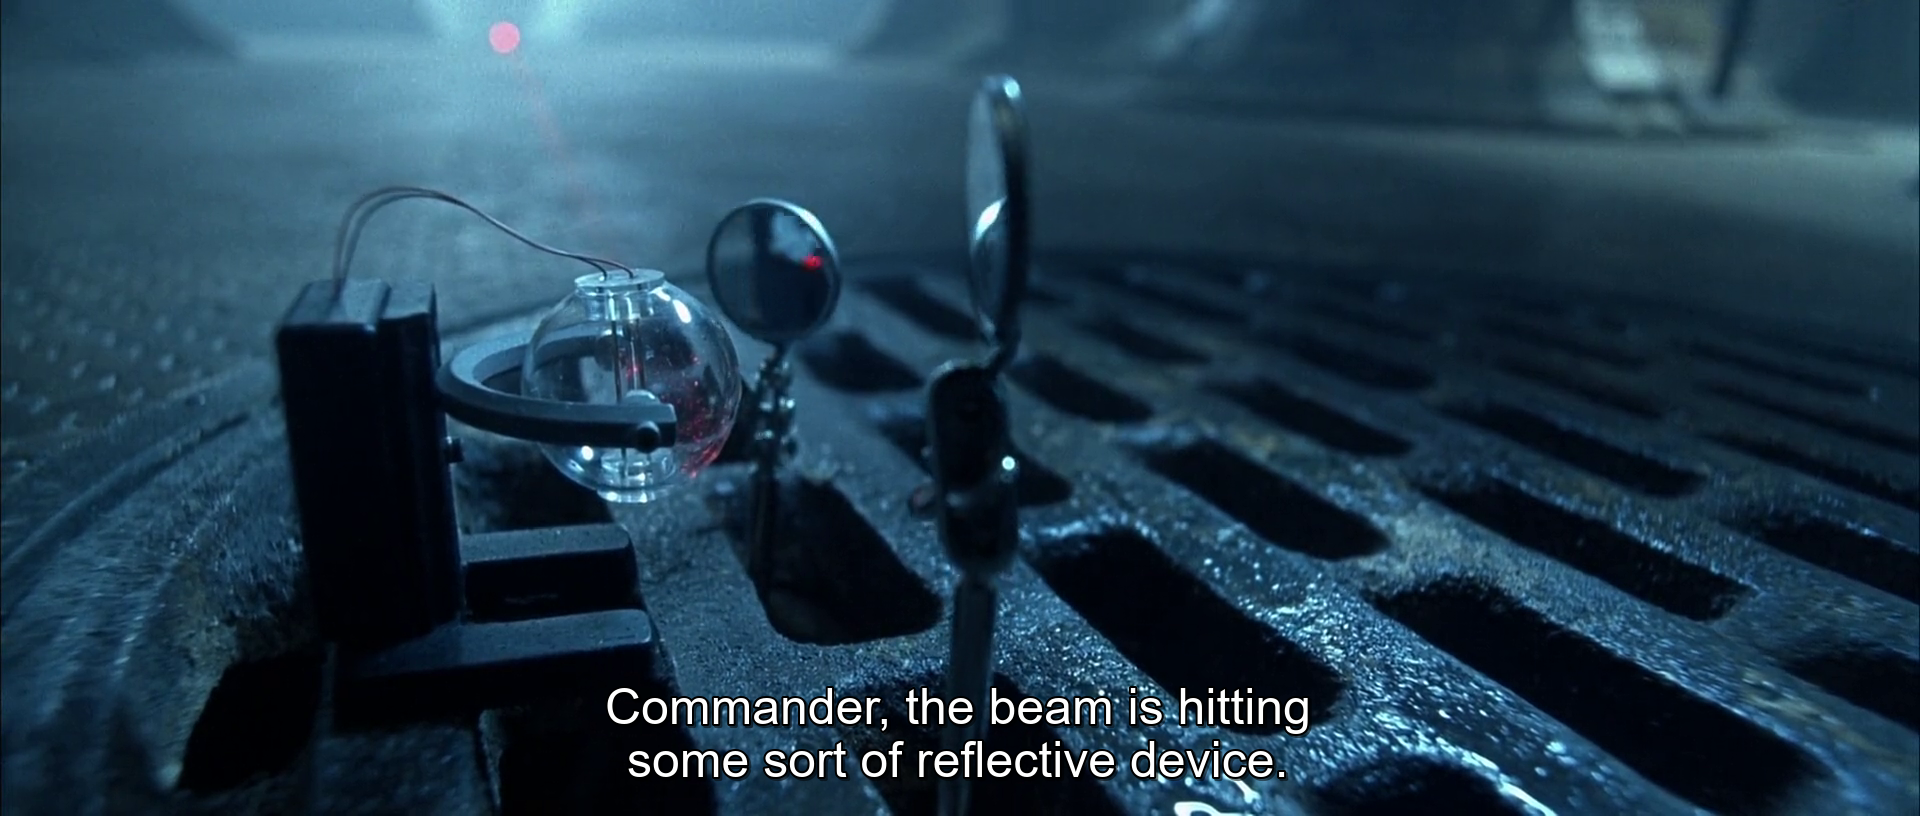 Commander, the beam is hitting
some sort of reflective device.